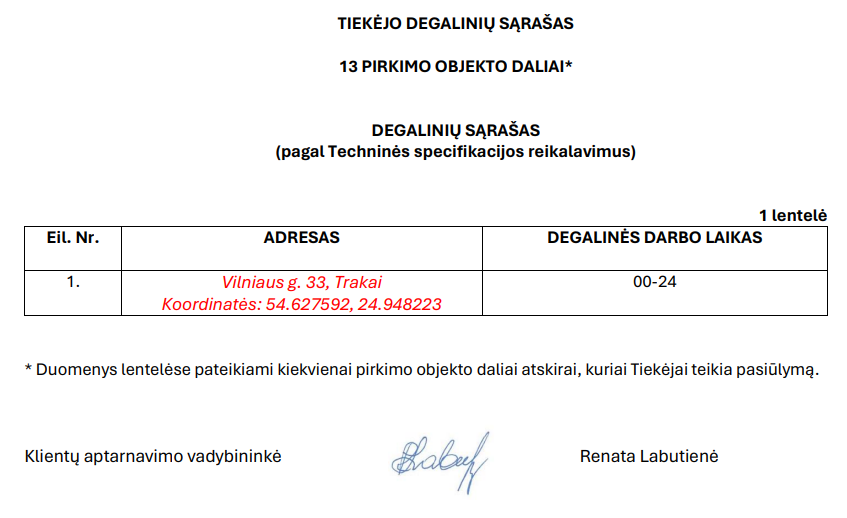 TIEKĖJO DEGALINIŲ SĄRAŠAS
13 PIRKIMO OBJEKTO DALIAI*
DEGALINIŲ SĄRAŠAS
(pagal Techninės specifikacijos reikalavimus)
1 lentelė
Eil. Nr. ADRESAS DEGALINĖS DARBO LAIKAS
1. Vilniaus g. 33, Trakai 00-24
Koordinatės: 54.627592, 24.948223
* Duomenys lentelėse pateikiami kiekvienai pirkimo objekto daliai atskirai, kuriai Tiekėjai teikia pasiūlymą.
Klientų aptarnavimo vadybininkė Renata Labutienė